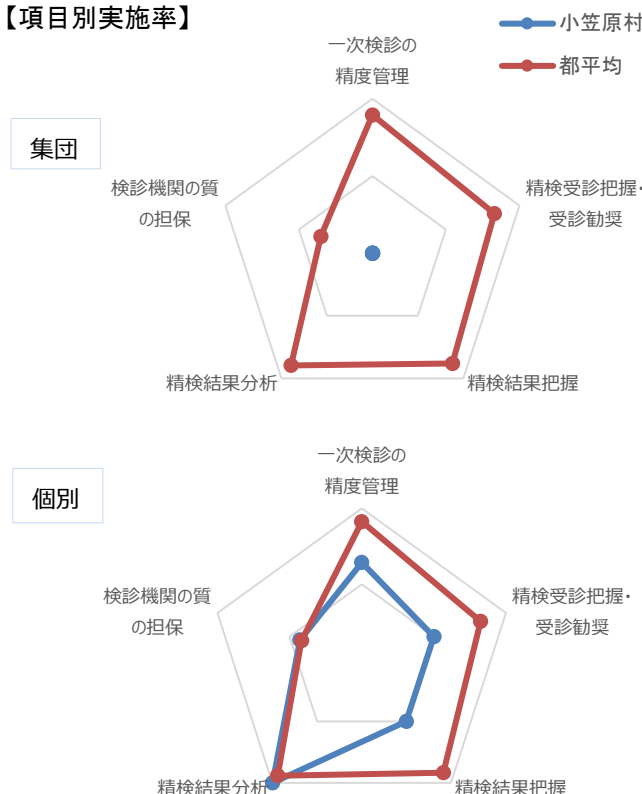 【項目別実施率】
小笠原村
都平均
集団
一次検診の
精度管理
精検受診把握・
受診勧奨
精検結果把握
精検結果分析
検診機関の質
の担保
個別
一次検診の
精度管理
精検受診把握・
受診勧奨
精検結果把握
精検結果分析
検診機関の質
の担保